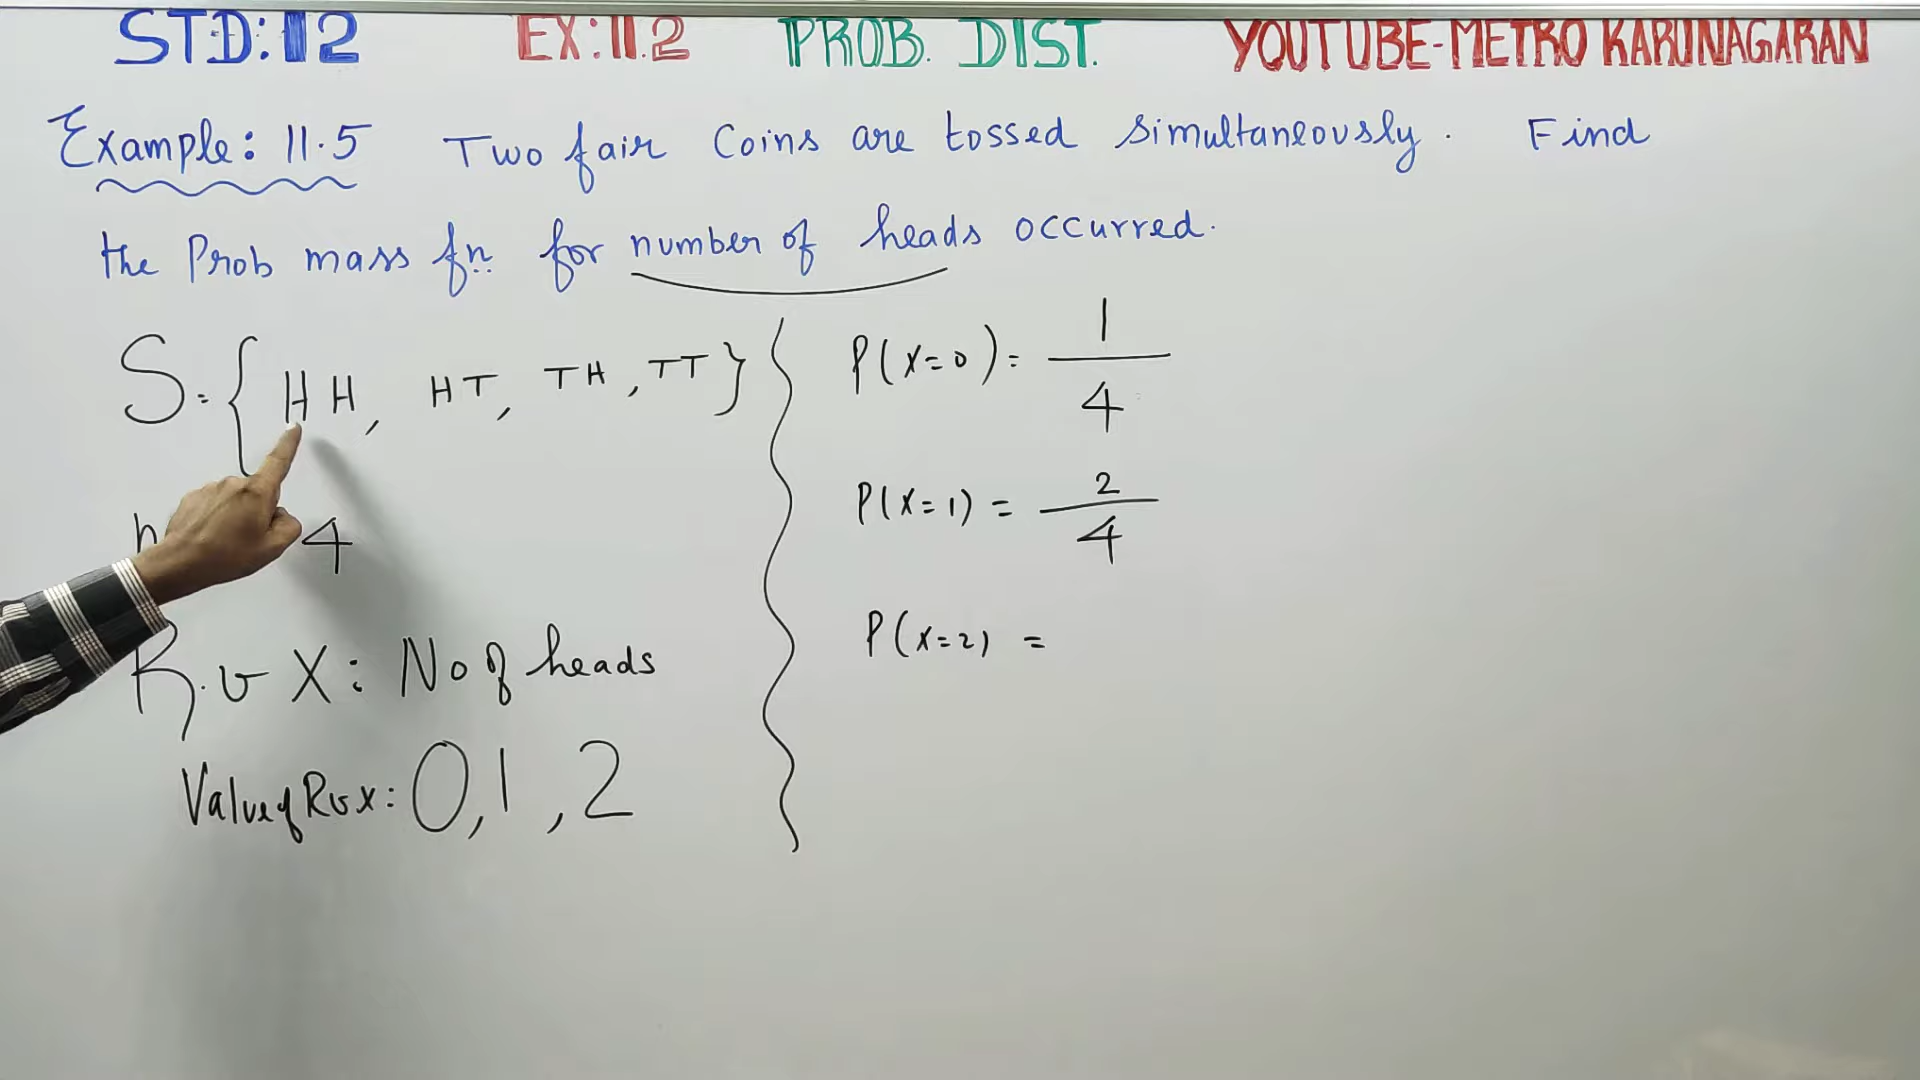 STD:12 EX:11.2 PROB. DIST. YOUTUBE-METRO KARUNAGARAN
Example: 11.5 Two fair Coins are tossed simultaneously. Find
the Prob mass fn. for number of heads occurred.
S = { HH, HT, TH, TT }
4
R.v X: No of heads
Value of Rv x: 0, 1, 2
P(X=0) = 1/4
P(X=1) = 2/4
P(X=2) =